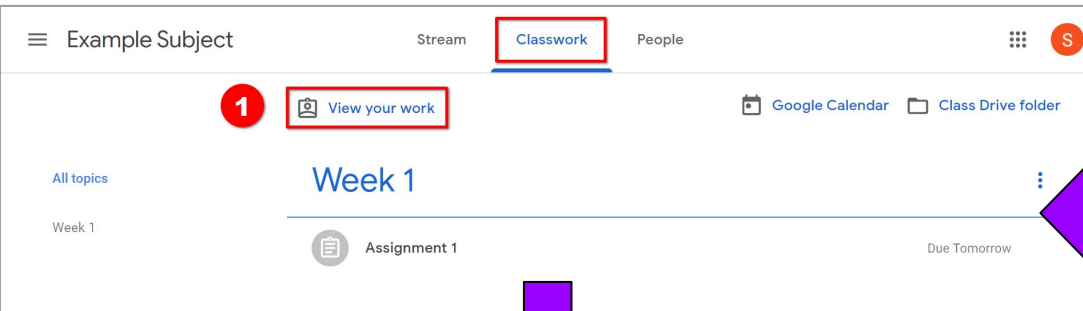 Example Subject Stream Classwork People S
1 View your work Google Calendar Class Drive folder
All topics Week 1
Week 1
Assignment 1 Due Tomorrow